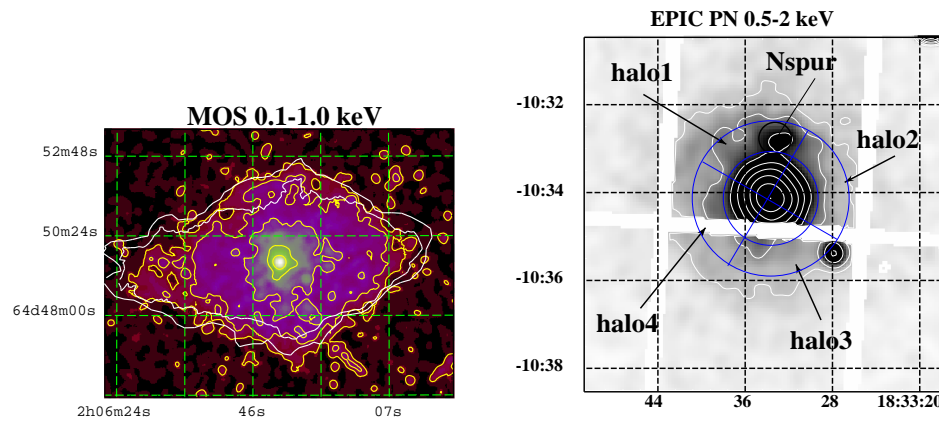 MOS 0.1-1.0 keV
52m48s
50m24s
64d48m00s
2h06m24s 46s 07s
EPIC PN 0.5-2 keV
Nspur
halo1
halo2
-10:32
-10:34
-10:36
-10:38
halo4
halo3
44 36 28 18:33:20